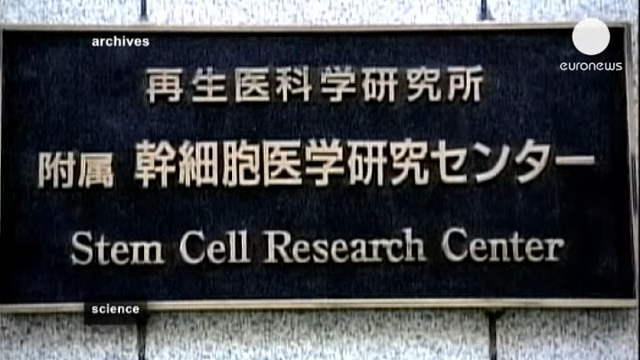 archives
euronews
再生医科学研究所
附属 幹細胞医学研究センター
Stem Cell Research Center
science